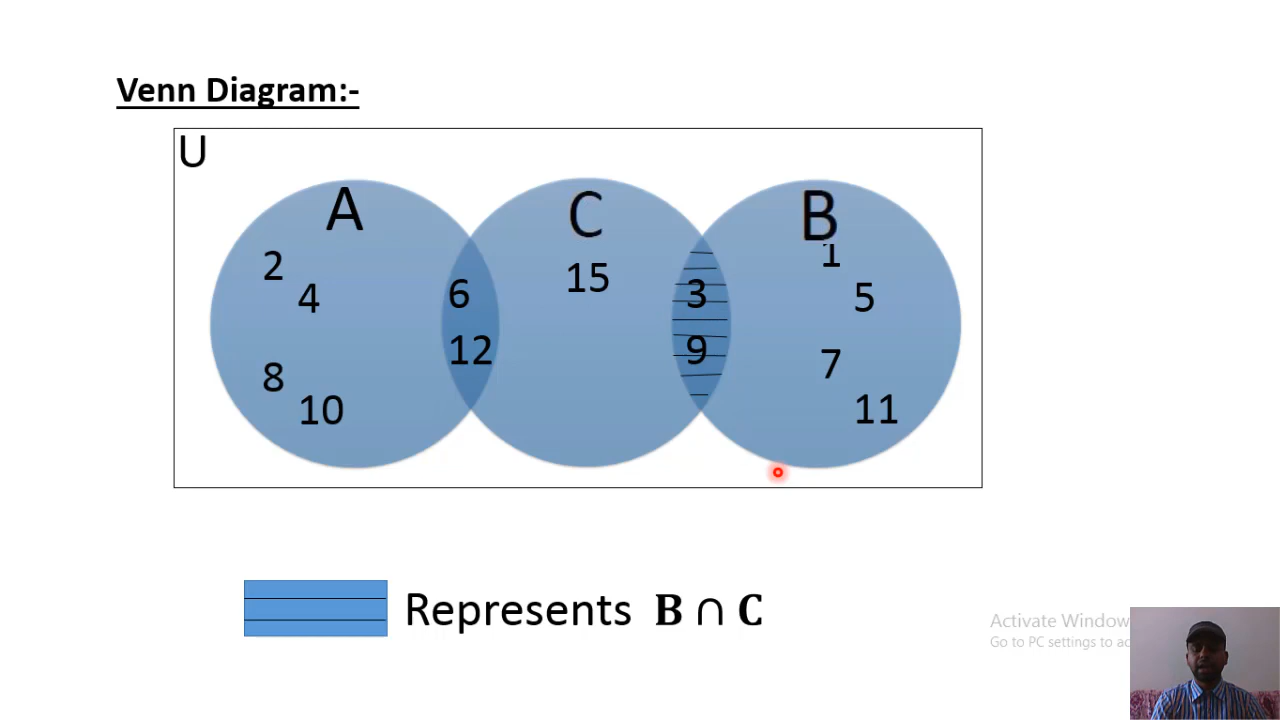 Venn Diagram:-
U
A
C
B
2
4
8
10
6
12
15
3
9
1
5
7
11
Represents B ∩ C
Activate Window
Go to PC settings to ac